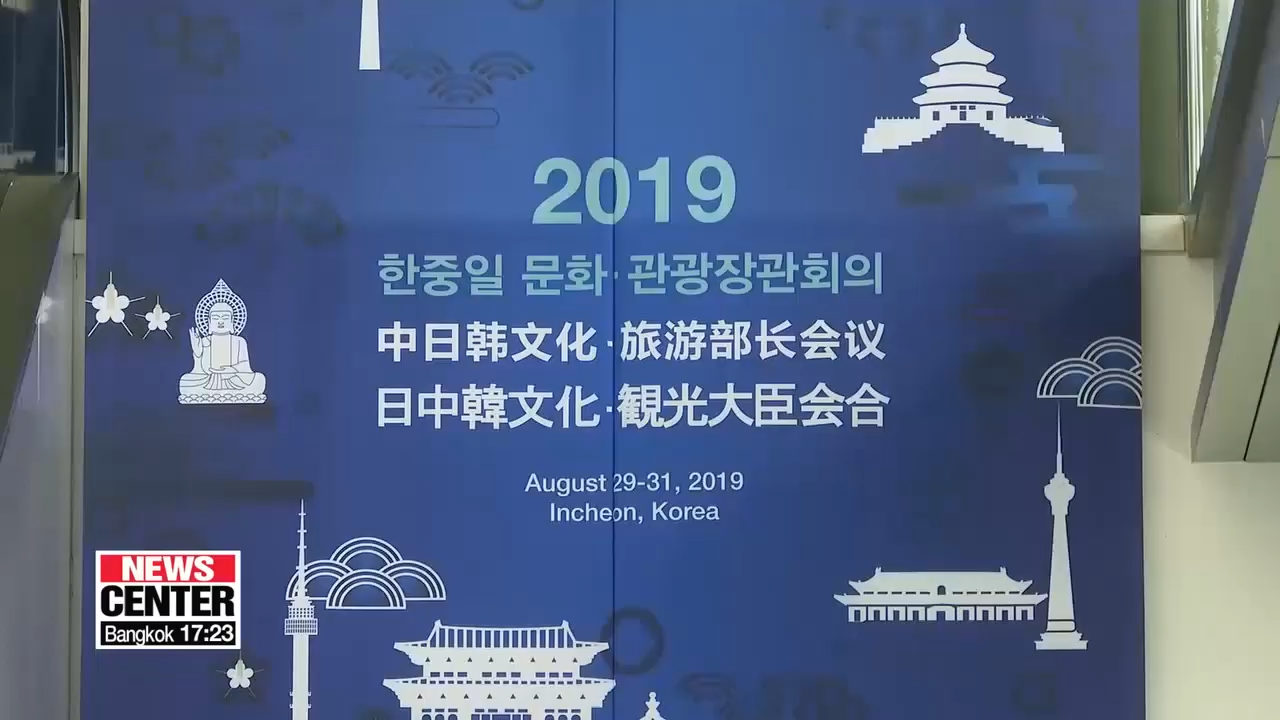 2019
한중일 문화·관광장관회의
中日韩文化·旅游部长会议
日中韓文化·観光大臣会合
August 29-31, 2019
Incheon, Korea
NEWS
CENTER
Bangkok 17:23